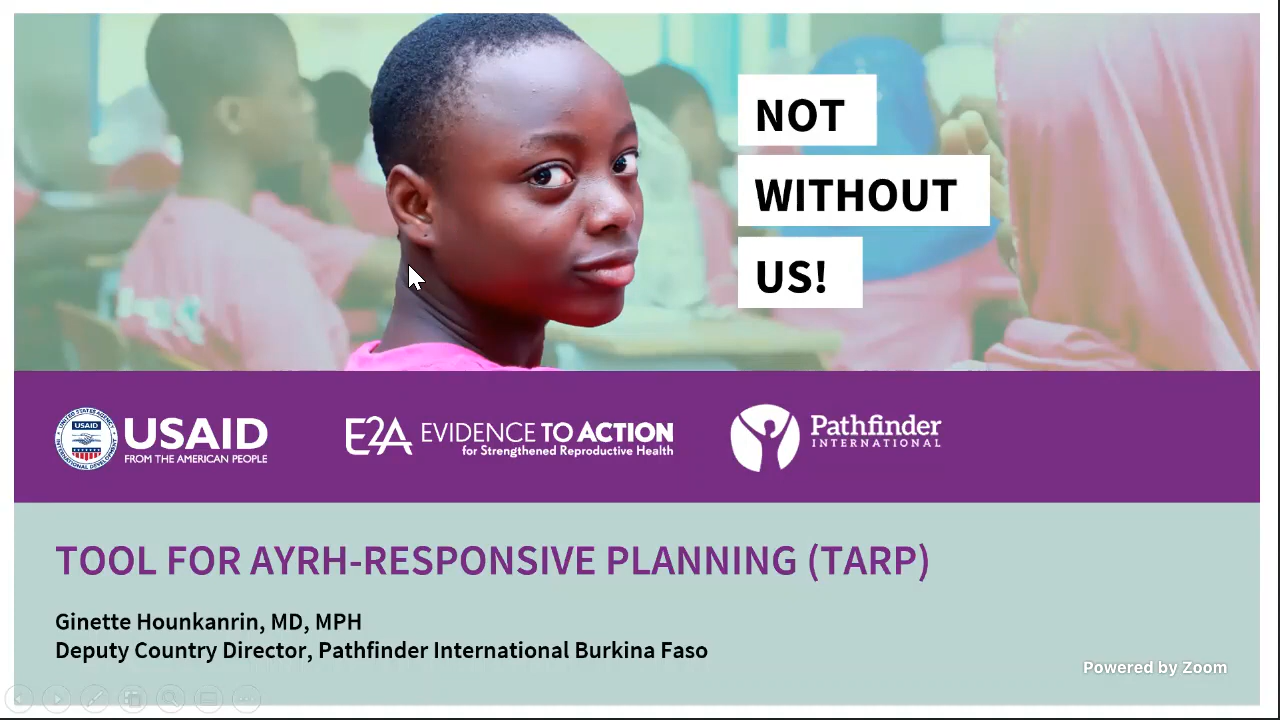 NOT
WITHOUT
US!
USAID
USAID
FROM THE AMERICAN PEOPLE
E2A EVIDENCE TO ACTION
for Strengthened Reproductive Health
Pathfinder
INTERNATIONAL
TOOL FOR AYRH-RESPONSIVE PLANNING (TARP)
Ginette Hounkanrin, MD, MPH
Deputy Country Director, Pathfinder International Burkina Faso
Powered by Zoom